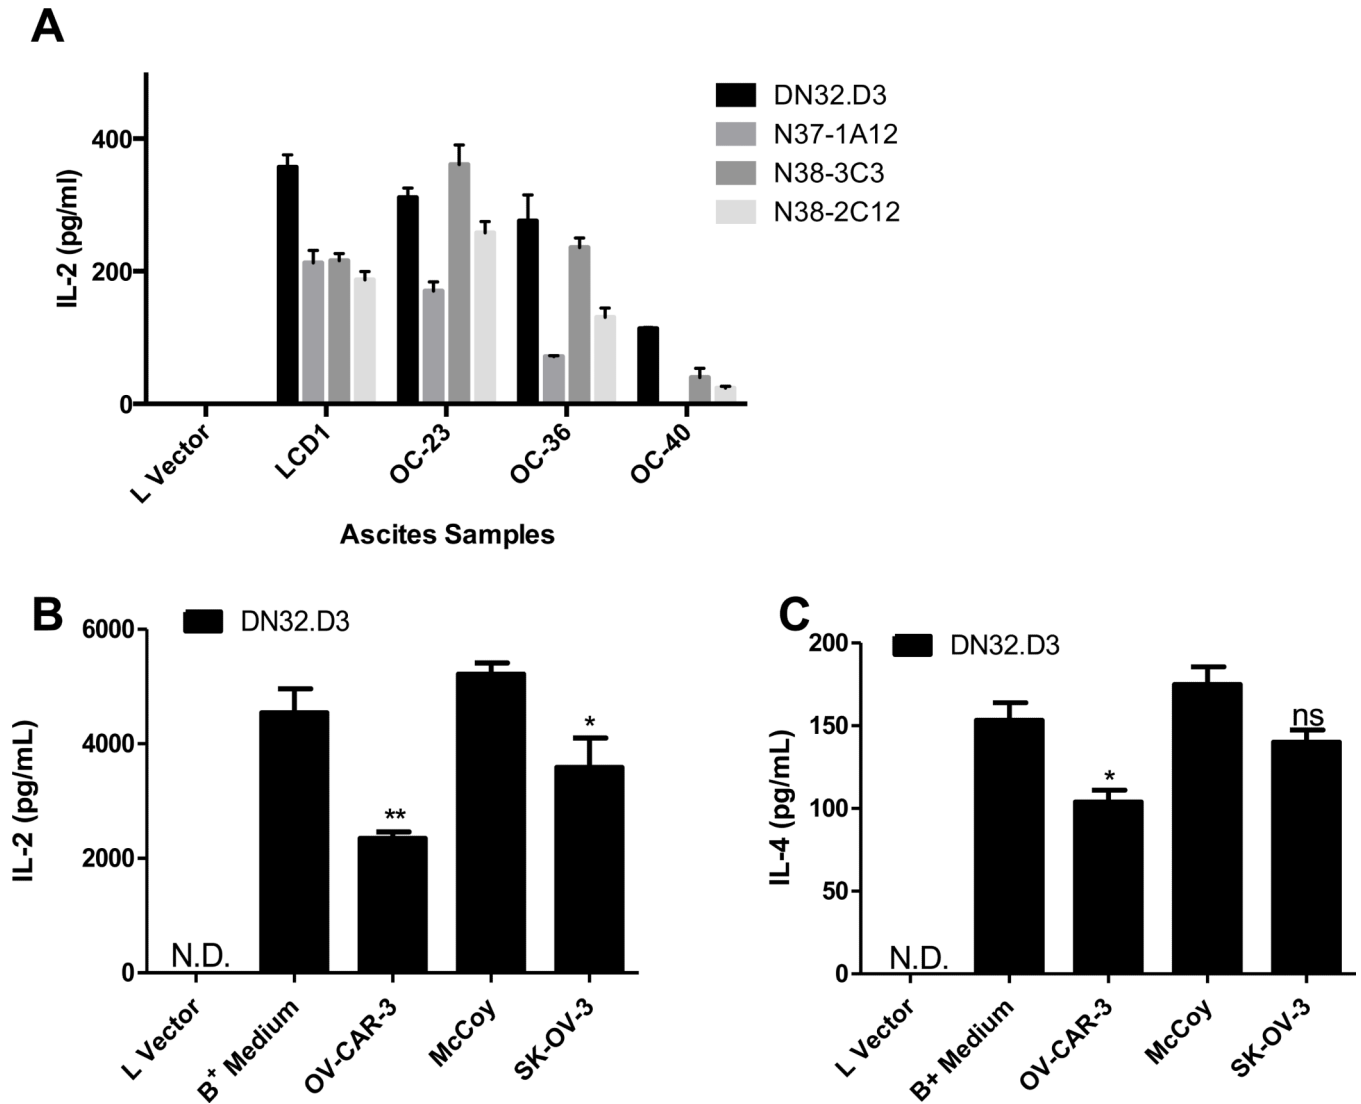 A
DN32.D3
N37-1A12
N38-3C3
N38-2C12
IL-2 (pg/ml)
400
200
0
L Vector
LCD1
OC-23
OC-36
OC-40
Ascites Samples
B
DN32.D3
IL-2 (pg/mL)
6000
4000
2000
0
N.D.
**
*
L Vector
B+ Medium
OV-CAR-3
McCoy
SK-OV-3
C
DN32.D3
IL-4 (pg/mL)
200
150
100
50
0
N.D.
*
ns
L Vector
B+ Medium
OV-CAR-3
McCoy
SK-OV-3